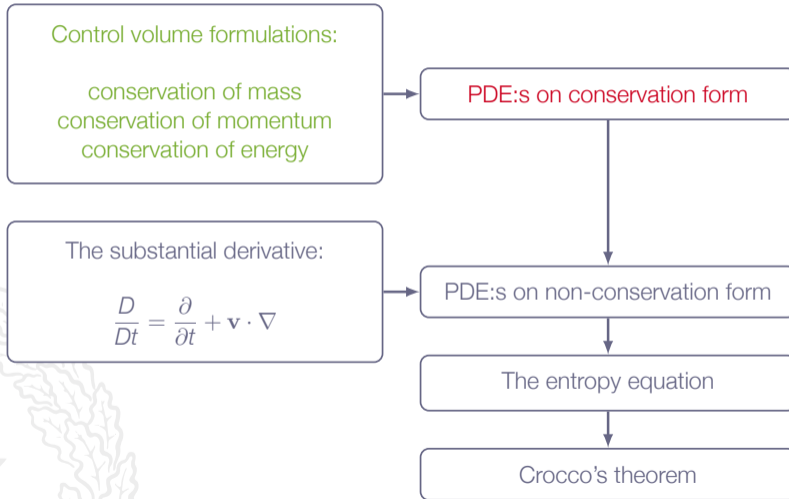 Control volume formulations:
conservation of mass
conservation of momentum
conservation of energy
PDE:s on conservation form
The substantial derivative:
D/Dt = ∂/∂t + v · ∇
PDE:s on non-conservation form
The entropy equation
Crocco's theorem